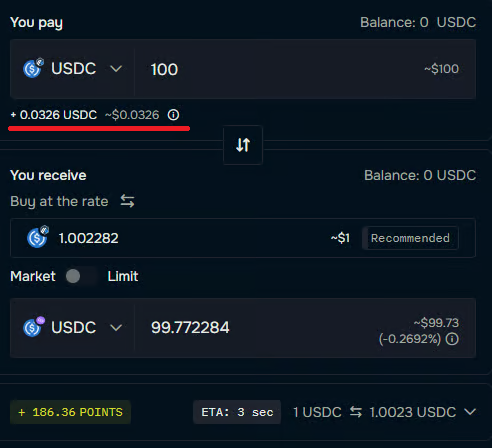 You pay
Balance: 0 USDC
USDC 100 ~$100
+ 0.0326 USDC ~$0.0326
You receive
Balance: 0 USDC
Buy at the rate
1.002282 ~$1 Recommended
Market Limit
USDC 99.772284 ~$99.73
(-0.2692%)
+ 186.36 POINTS ETA: 3 sec 1 USDC ⇆ 1.0023 USDC